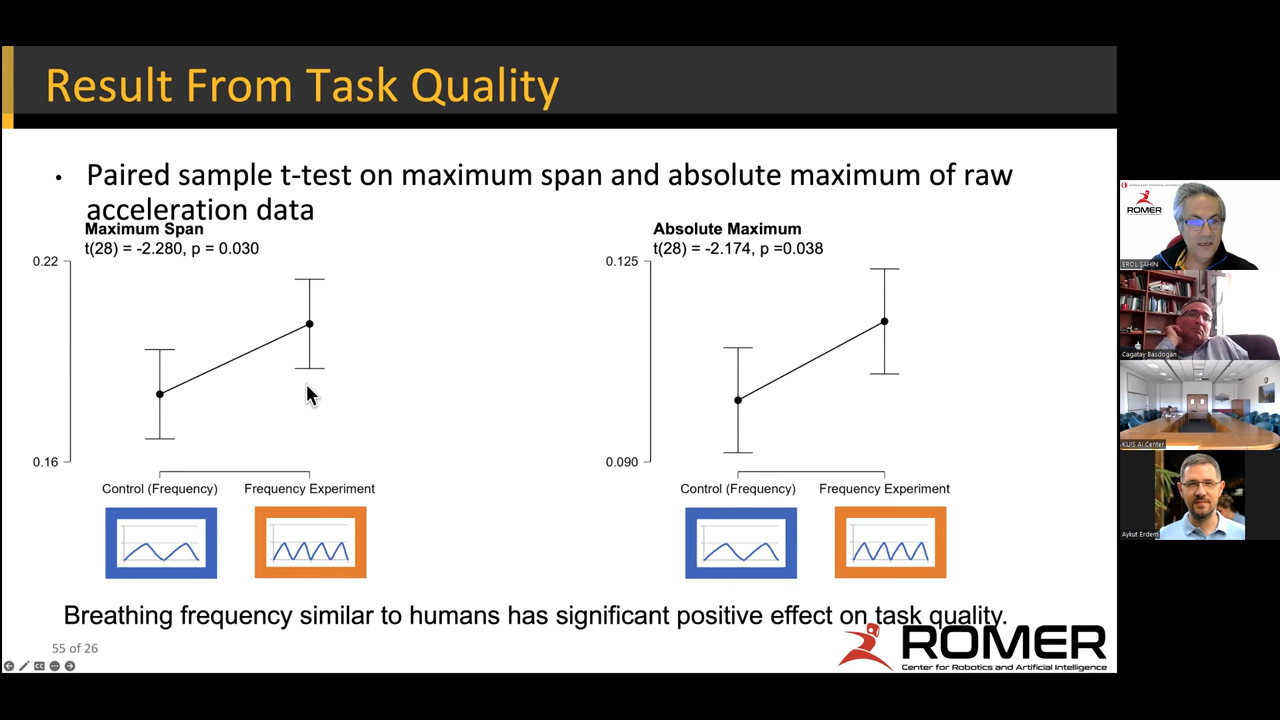 Result From Task Quality
• Paired sample t-test on maximum span and absolute maximum of raw
acceleration data
Maximum Span
t(28) = -2.280, p = 0.030
0.22
0.16
Control (Frequency)
Frequency Experiment
Absolute Maximum
t(28) = -2.174, p =0.038
0.125
0.090
Control (Frequency)
Frequency Experiment
Breathing frequency similar to humans has significant positive effect on task quality.
55 of 26
ROMER
Center for Robotics and Artificial Intelligence
ROMER
EROL ŞAHİN
Cagatay Basdogan
KUIS AI Center
Aykut Erdem